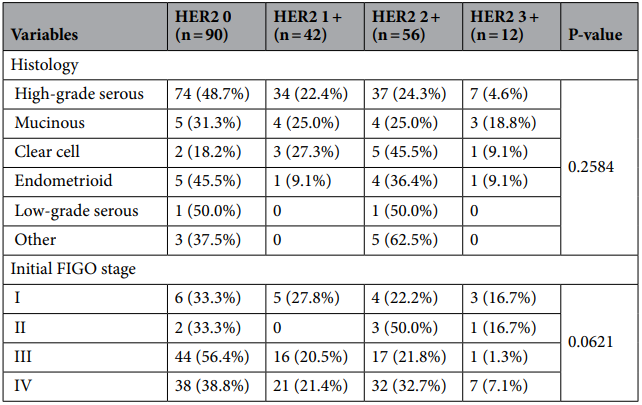 Variables HER2 0 (n=90) HER2 1+ (n=42) HER2 2+ (n=56) HER2 3+ (n=12) P-value
Histology
High-grade serous 74 (48.7%) 34 (22.4%) 37 (24.3%) 7 (4.6%)
Mucinous 5 (31.3%) 4 (25.0%) 4 (25.0%) 3 (18.8%)
Clear cell 2 (18.2%) 3 (27.3%) 5 (45.5%) 1 (9.1%)
0.2584
Endometrioid 5 (45.5%) 1 (9.1%) 4 (36.4%) 1 (9.1%)
Low-grade serous 1 (50.0%) 0 1 (50.0%) 0
Other 3 (37.5%) 0 5 (62.5%) 0
Initial FIGO stage
I 6 (33.3%) 5 (27.8%) 4 (22.2%) 3 (16.7%)
II 2 (33.3%) 0 3 (50.0%) 1 (16.7%)
0.0621
III 44 (56.4%) 16 (20.5%) 17 (21.8%) 1 (1.3%)
IV 38 (38.8%) 21 (21.4%) 32 (32.7%) 7 (7.1%)